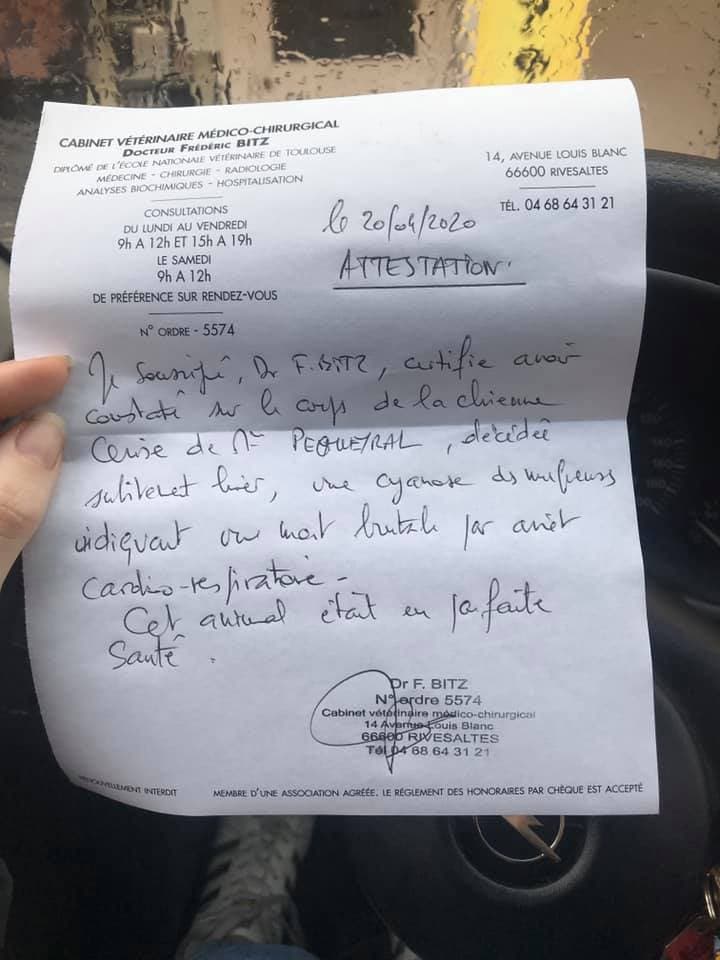 CABINET VÉTÉRINAIRE MÉDICO-CHIRURGICAL
DOCTEUR FRÉDÉRIC BITZ
DIPLÔMÉ DE L'ÉCOLE NATIONALE VÉTÉRINAIRE DE TOULOUSE
MÉDECINE - CHIRURGIE - RADIOLOGIE
ANALYSES BIOCHIMIQUES - HOSPITALISATION
CONSULTATIONS
DU LUNDI AU VENDREDI
9h A 12h ET 15h A 19h
LE SAMEDI
9h A 12h
DE PRÉFÉRENCE SUR RENDEZ-VOUS
N° ORDRE - 5574
14, AVENUE LOUIS BLANC
66600 RIVESALTES
TÉL. 04 68 64 31 21
le 20/04/2020
ATTESTATION.
Je soussigné, Dr F. BITZ, certifie avoir
constaté sur le corps de la chienne
Cerise de Mme PEQUEYRAL, décédée
subitement hier, une cyanose des muqueuses
indiquant une mort brutale par arrêt
cardio-respiratoire -
Cet animal était en parfaite
santé.
Dr F. BITZ
N° ordre 5574
Cabinet vétérinaire médico-chirurgical
14 Avenue Louis Blanc
66600 RIVESALTES
Tél 04 68 64 31 21
RENOUVELLEMENT INTERDIT
MEMBRE D'UNE ASSOCIATION AGRÉÉE. LE RÉGLEMENT DES HONORAIRES PAR CHÈQUE EST ACCEPTÉ